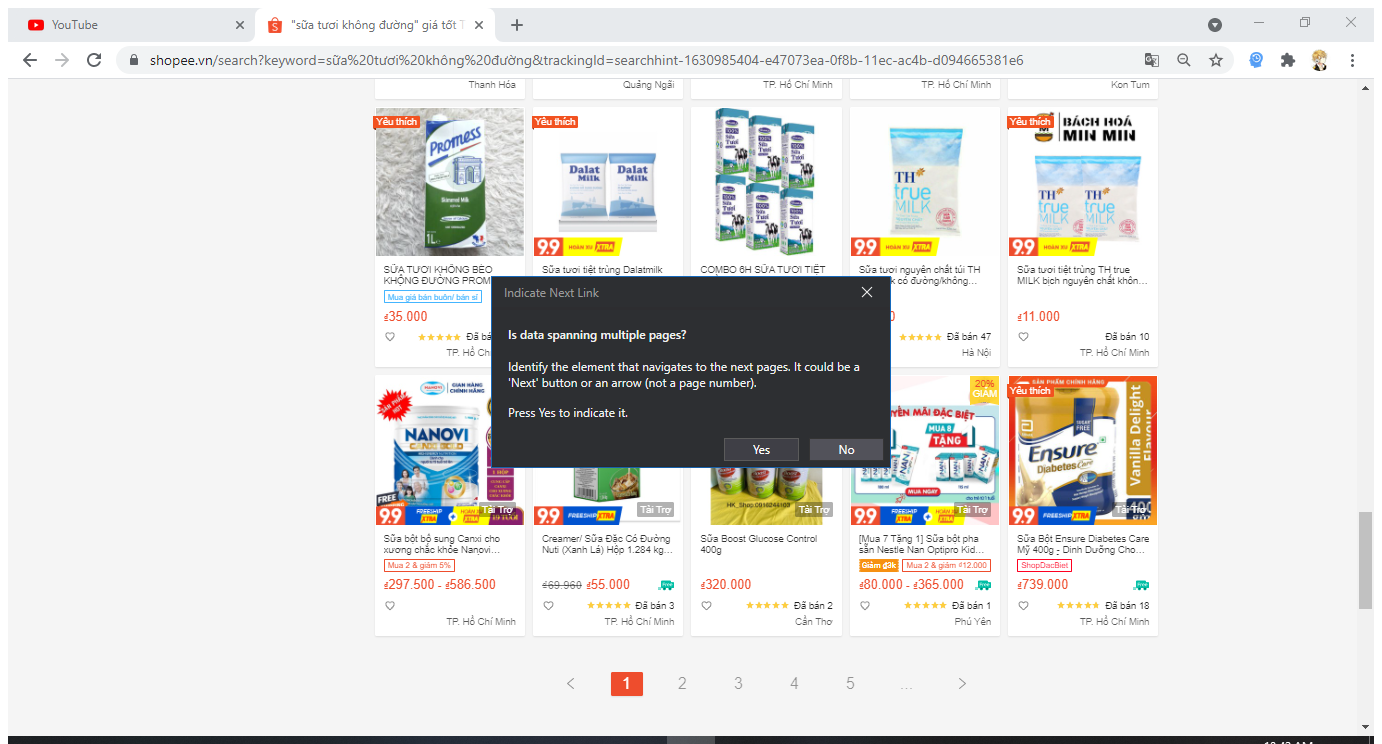 YouTube
"sữa tươi không đường" giá tốt T
shopee.vn/search?keyword=sữa%20tươi%20không%20đường&trackingId=searchhint-1630985404-e47073ea-0f8b-11ec-ac4b-d094665381e6
Thanh Hóa
Quảng Ngãi
TP. Hồ Chí Minh
TP. Hồ Chí Minh
Kon Tum
Yêu thích
Promess
Skimmed Milk
1L
Yêu thích
Dalat Milk
Dalat Milk
9.9 HOÀN XU XTRA
TH true MILK
9.9 HOÀN XU XTRA
Yêu thích
BÁCH HOÁ
MIN MIN
TH true MILK
TH true MILK
9.9 HOÀN XU XTRA
SỮA TƯƠI KHÔNG BÉO
KHÔNG ĐƯỜNG PROM
Mua giá bán buôn/ bán sỉ
₫35.000
Đã bá
TP. Hồ Ch
Sữa tươi tiệt trùng Dalatmilk
COMBO 6H SỮA TƯƠI TIỆT
Sữa tươi nguyên chất túi TH
k có đường/không...
0
Đã bán 47
Hà Nội
Sữa tươi tiệt trùng TH true
MILK bịch nguyên chất khôn...
₫11.000
Đã bán 10
TP. Hồ Chí Minh
Indicate Next Link
Is data spanning multiple pages?
Identify the element that navigates to the next pages. It could be a
'Next' button or an arrow (not a page number).
Press Yes to indicate it.
Yes
No
GIAN HÀNG
CHÍNH HÃNG
NANOVI
FREE
Tài Trợ
9.9 FREESHIP XTRA + HOÀN
Tài Trợ
9.9 FREESHIP XTRA
HK_Shop:0916244103
Tài Trợ
20%
GIẢM
YỄN MÃI ĐẶC BIỆT
MUA 8
TẶNG
NAN
MUA NGAY
Tài Trợ
9.9 FREESHIP XTRA
SẢN PHẨM CHÍNH HÃNG
Yêu thích
Ensure
Diabetes Care
Vanilla Delight
Flavour
400
Tài Trợ
9.9 FREESHIP XTRA
Sữa bột bổ sung Canxi cho
xương chắc khỏe Nanovi...
Mua 2 & giảm 5%
₫297.500 - ₫586.500
TP. Hồ Chí Minh
Creamer/ Sữa Đặc Có Đường
Nuti (Xanh Lá) Hộp 1.284 kg...
₫69.960 ₫55.000
Free
Đã bán 3
TP. Hồ Chí Minh
Sữa Boost Glucose Control
400g
₫320.000
Đã bán 2
Cần Thơ
[Mua 7 Tặng 1] Sữa bột pha
sẵn Nestle Nan Optipro Kid...
Giảm ₫3k
Mua 2 & giảm ₫12.000
₫80.000 - ₫365.000
Free
Đã bán 1
Phú Yên
Sữa Bột Ensure Diabetes Care
Mỹ 400g - Dinh Dưỡng Cho...
ShopDacBiet
₫739.000
Free
Đã bán 18
TP. Hồ Chí Minh
< 1 2 3 4 5 ... >